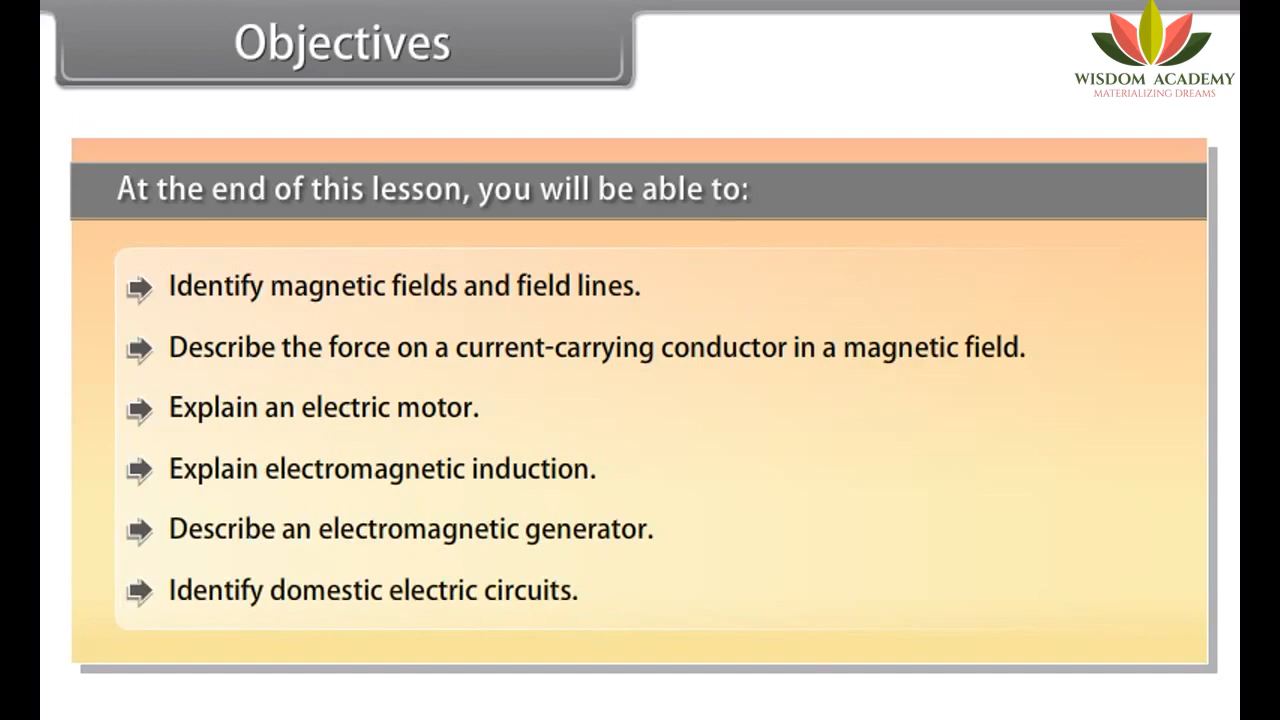 Objectives
WISDOM ACADEMY
MATERIALIZING DREAMS
At the end of this lesson, you will be able to:
Identify magnetic fields and field lines.
Describe the force on a current-carrying conductor in a magnetic field.
Explain an electric motor.
Explain electromagnetic induction.
Describe an electromagnetic generator.
Identify domestic electric circuits.